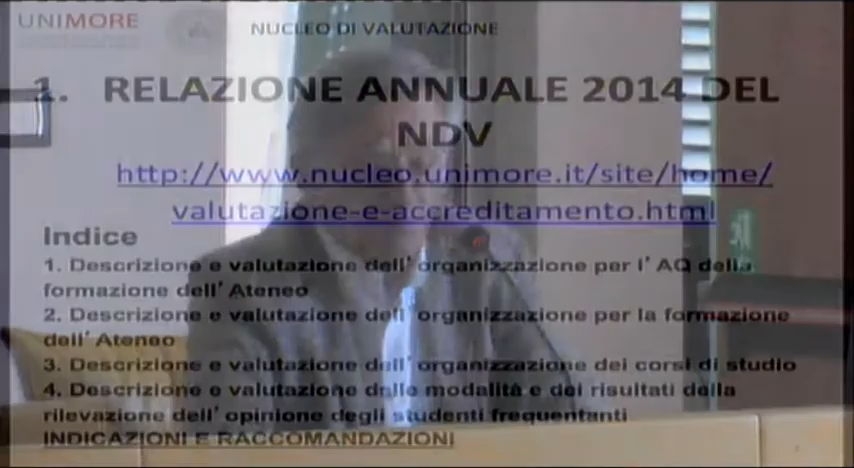 UNIMORE
NUCLEO DI VALUTAZIONE
1. RELAZIONE ANNUALE 2014 DEL
NDV
http://www.nucleo.unimore.it/site/home/
valutazione-e-accreditamento.html
Indice
1. Descrizione e valutazione dell'organizzazione per l'AQ della
formazione dell'Ateneo
2. Descrizione e valutazione dell'organizzazione per la formazione
dell'Ateneo
3. Descrizione e valutazione dell'organizzazione dei corsi di studio
4. Descrizione e valutazione delle modalità e dei risultati della
rilevazione dell'opinione degli studenti frequentanti
INDICAZIONI E RACCOMANDAZIONI